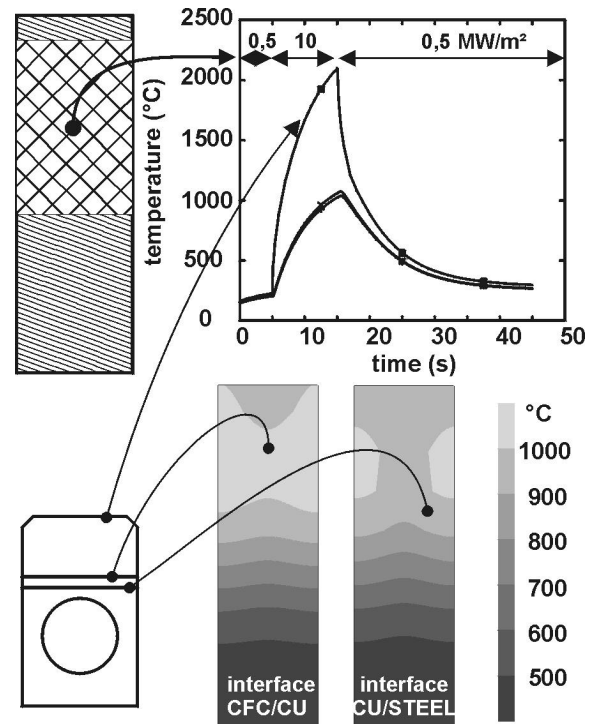 2500
2000
1500
1000
500
0
temperature (°C)
0,5
10
0,5 MW/m²
0
10
20
30
40
50
time (s)
°C
1000
900
800
700
600
500
interface
CFC/CU
interface
CU/STEEL